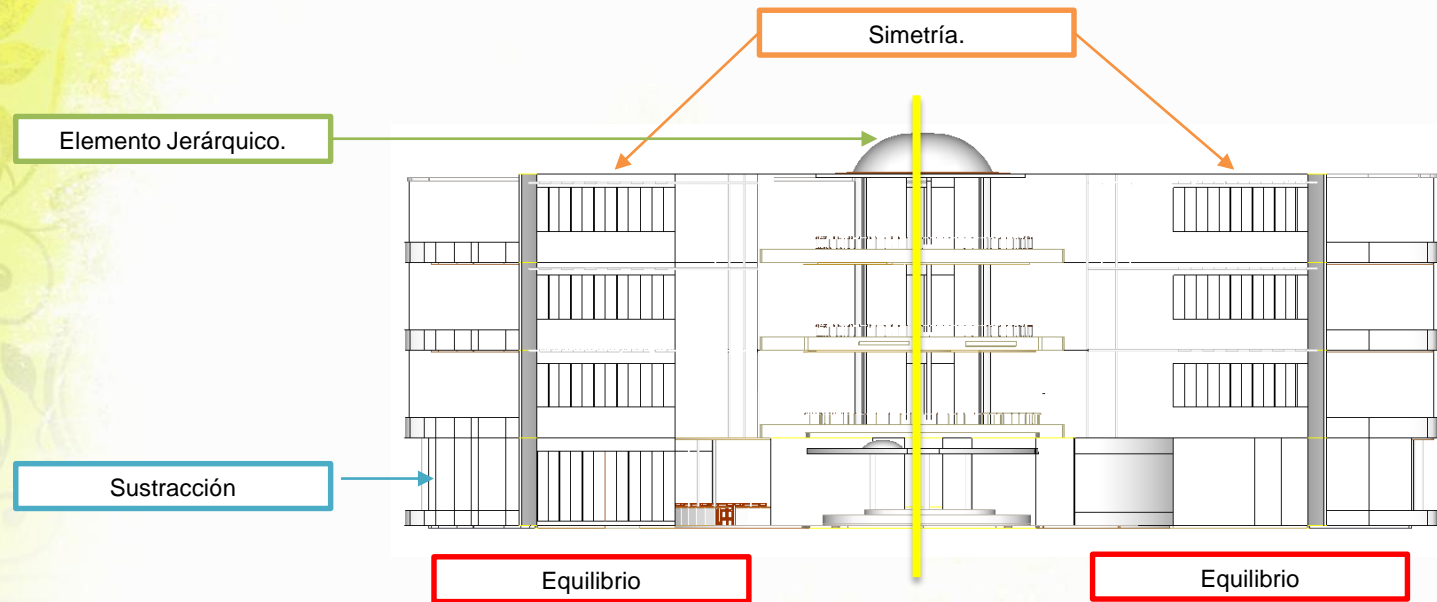 Simetría.
Elemento Jerárquico.
Sustracción
Equilibrio
Equilibrio